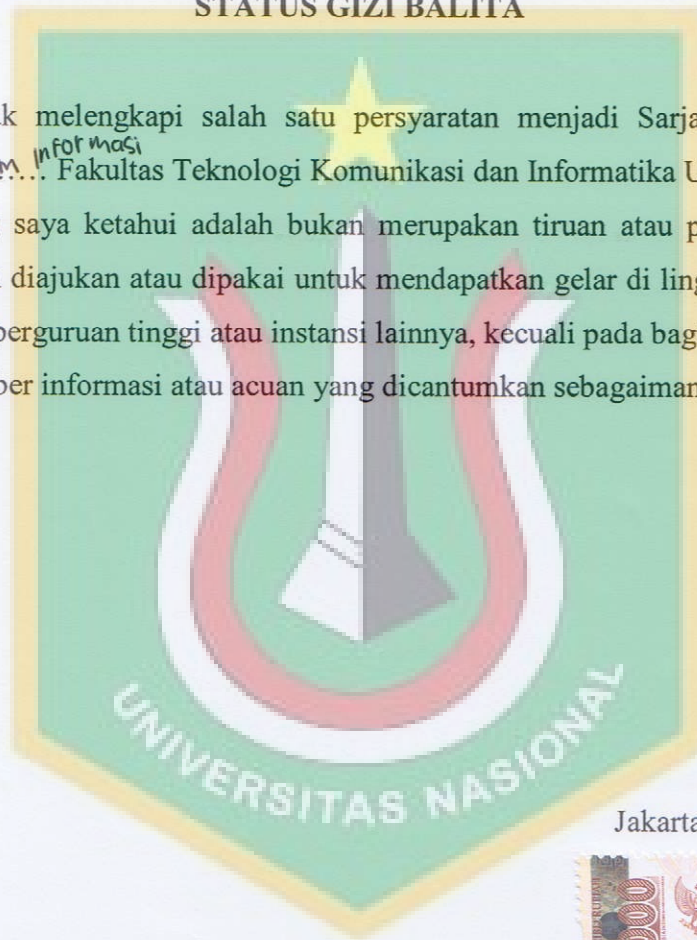 STATUS GIZI BALITA
melengkapi salah satu persyaratan menjadi Sarja
Informasi
Fakultas Teknologi Komunikasi dan Informatika U
saya ketahui adalah bukan merupakan tiruan atau p
diajukan atau dipakai untuk mendapatkan gelar di ling
perguruan tinggi atau instansi lainnya, kecuali pada bag
ber informasi atau acuan yang dicantumkan sebagaiman
UNIVERSITAS NASIONAL
Jakarta
000